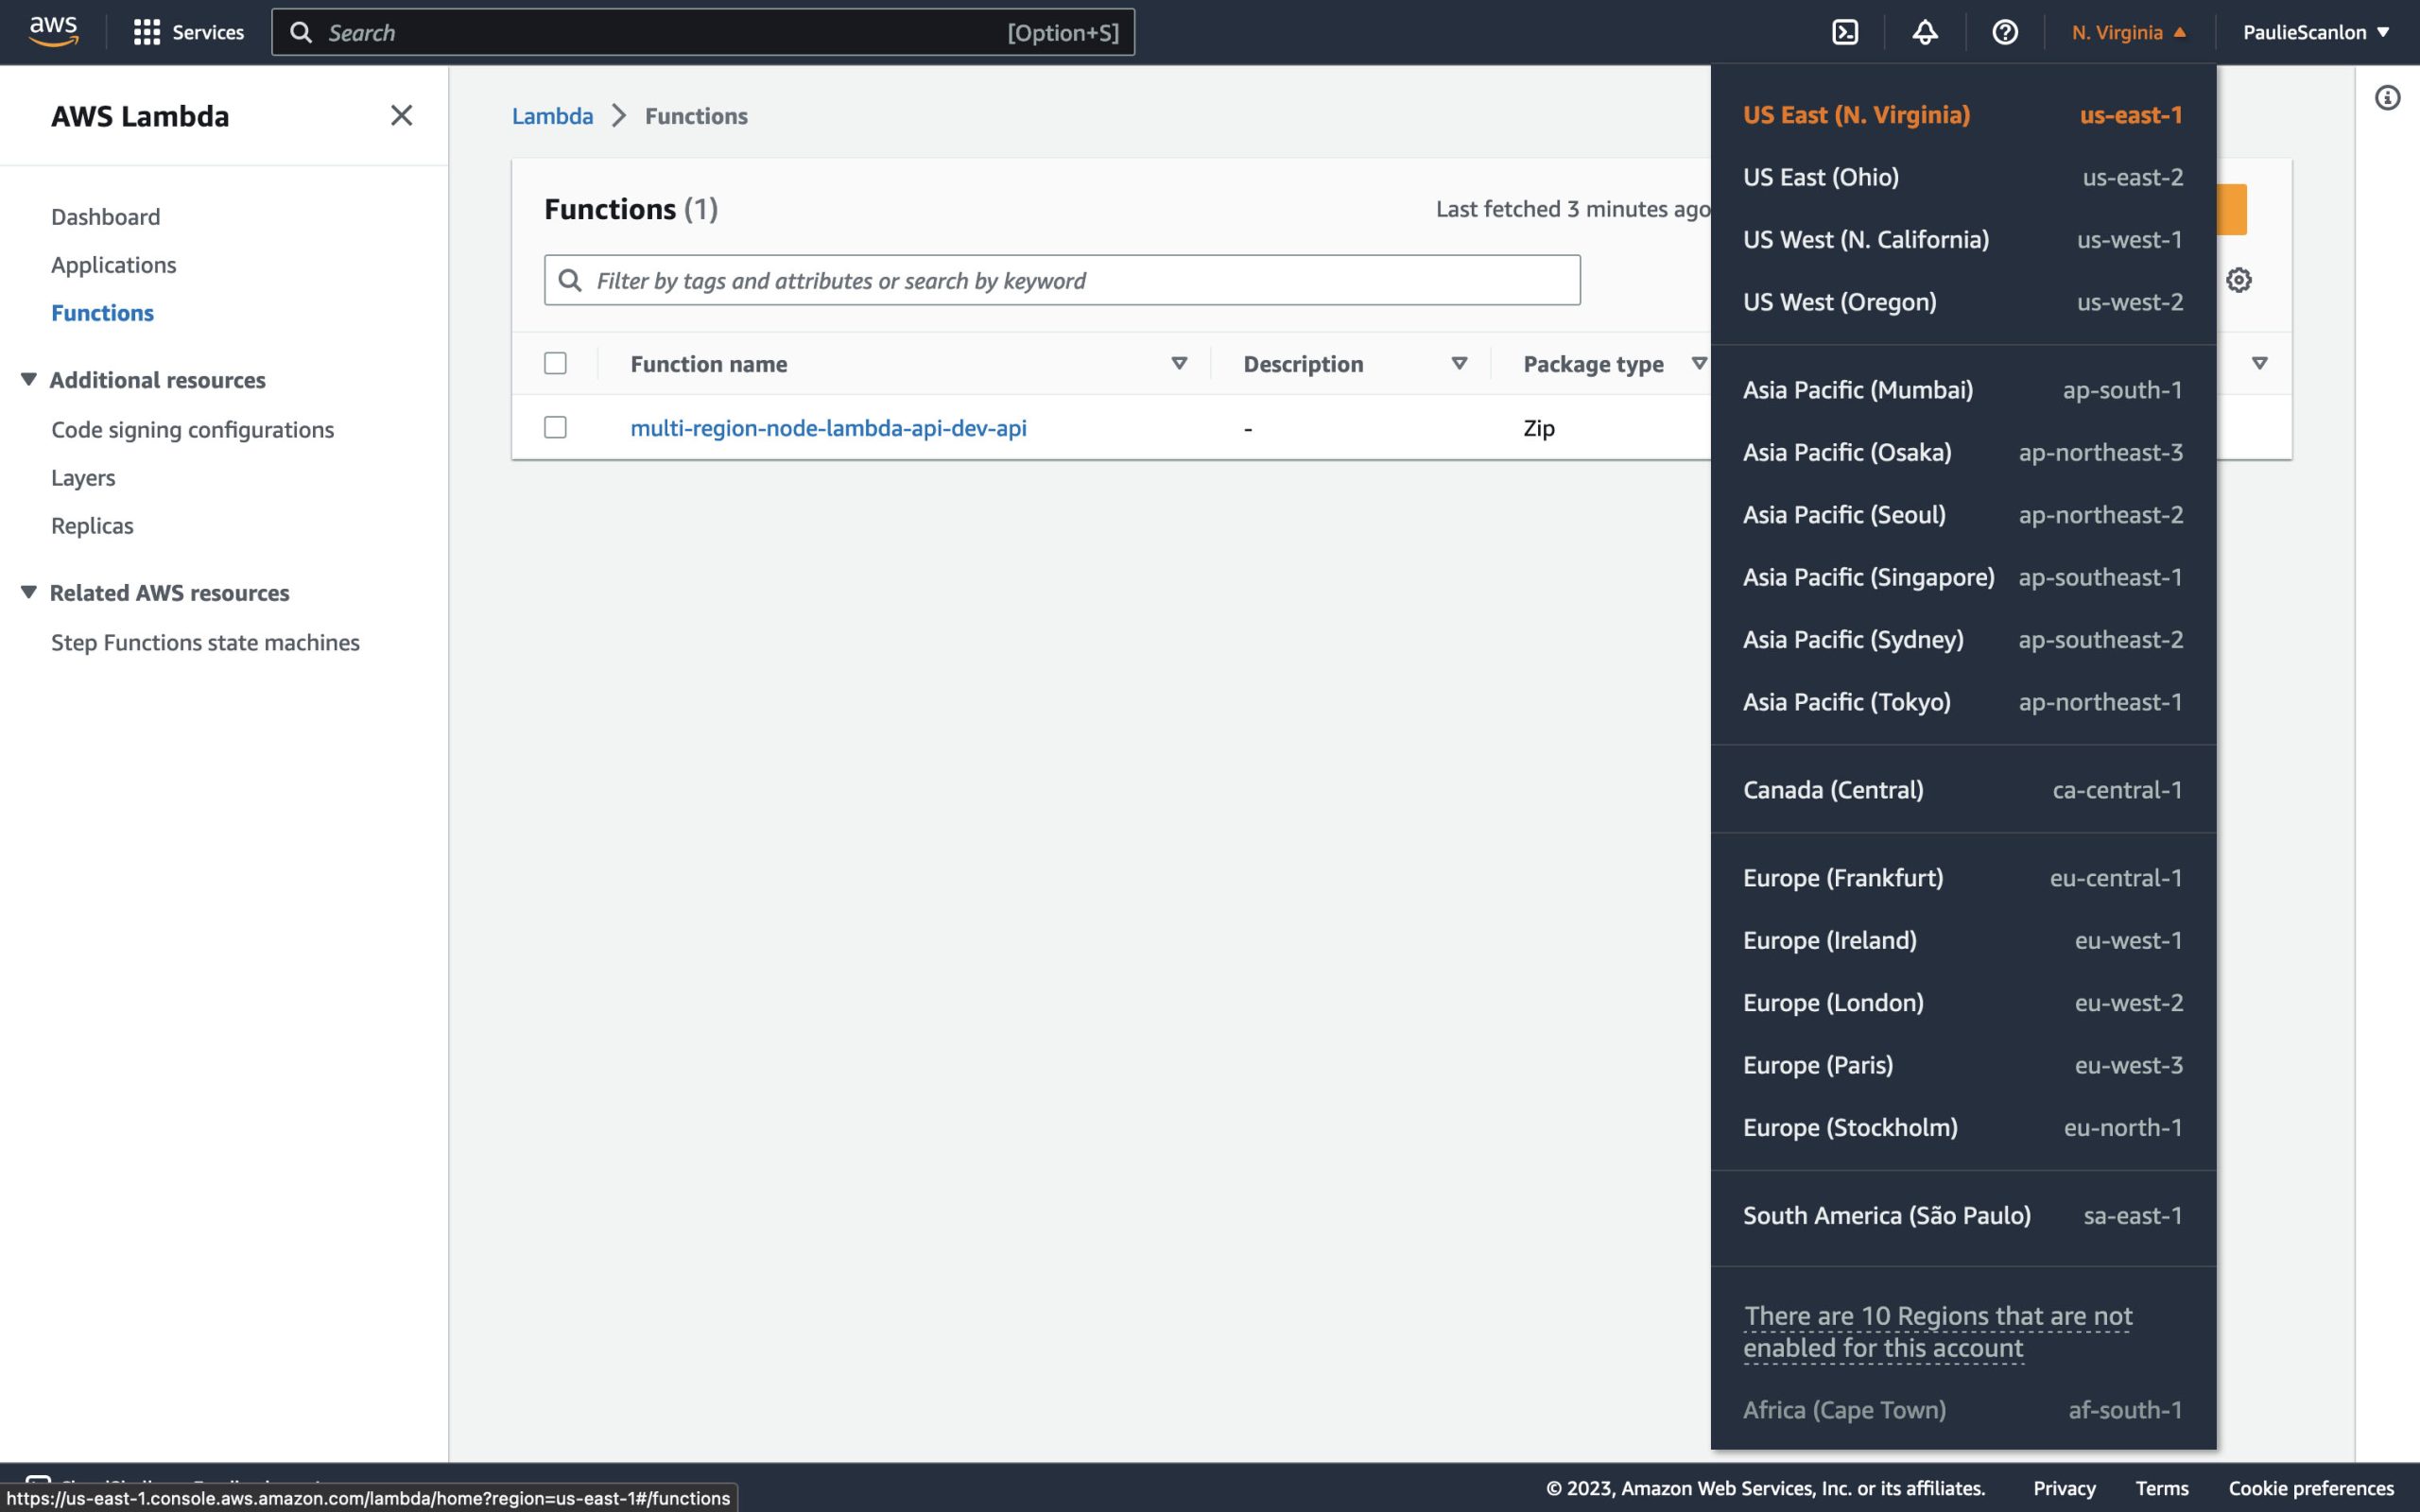 aws
Services
Search
[Option+S]
N. Virginia
PaulieScanlon
AWS Lambda
Dashboard
Applications
Functions
Additional resources
Code signing configurations
Layers
Replicas
Related AWS resources
Step Functions state machines
Lambda
Functions
Functions (1)
Last fetched 3 minutes ago
Filter by tags and attributes or search by keyword
Function name
Description
Package type
multi-region-node-lambda-api-dev-api
-
Zip
US East (N. Virginia) us-east-1
US East (Ohio) us-east-2
US West (N. California) us-west-1
US West (Oregon) us-west-2
Asia Pacific (Mumbai) ap-south-1
Asia Pacific (Osaka) ap-northeast-3
Asia Pacific (Seoul) ap-northeast-2
Asia Pacific (Singapore) ap-southeast-1
Asia Pacific (Sydney) ap-southeast-2
Asia Pacific (Tokyo) ap-northeast-1
Canada (Central) ca-central-1
Europe (Frankfurt) eu-central-1
Europe (Ireland) eu-west-1
Europe (London) eu-west-2
Europe (Paris) eu-west-3
Europe (Stockholm) eu-north-1
South America (São Paulo) sa-east-1
There are 10 Regions that are not
enabled for this account
Africa (Cape Town) af-south-1
https://us-east-1.console.aws.amazon.com/lambda/home?region=us-east-1#/functions
© 2023, Amazon Web Services, Inc. or its affiliates.
Privacy
Terms
Cookie preferences